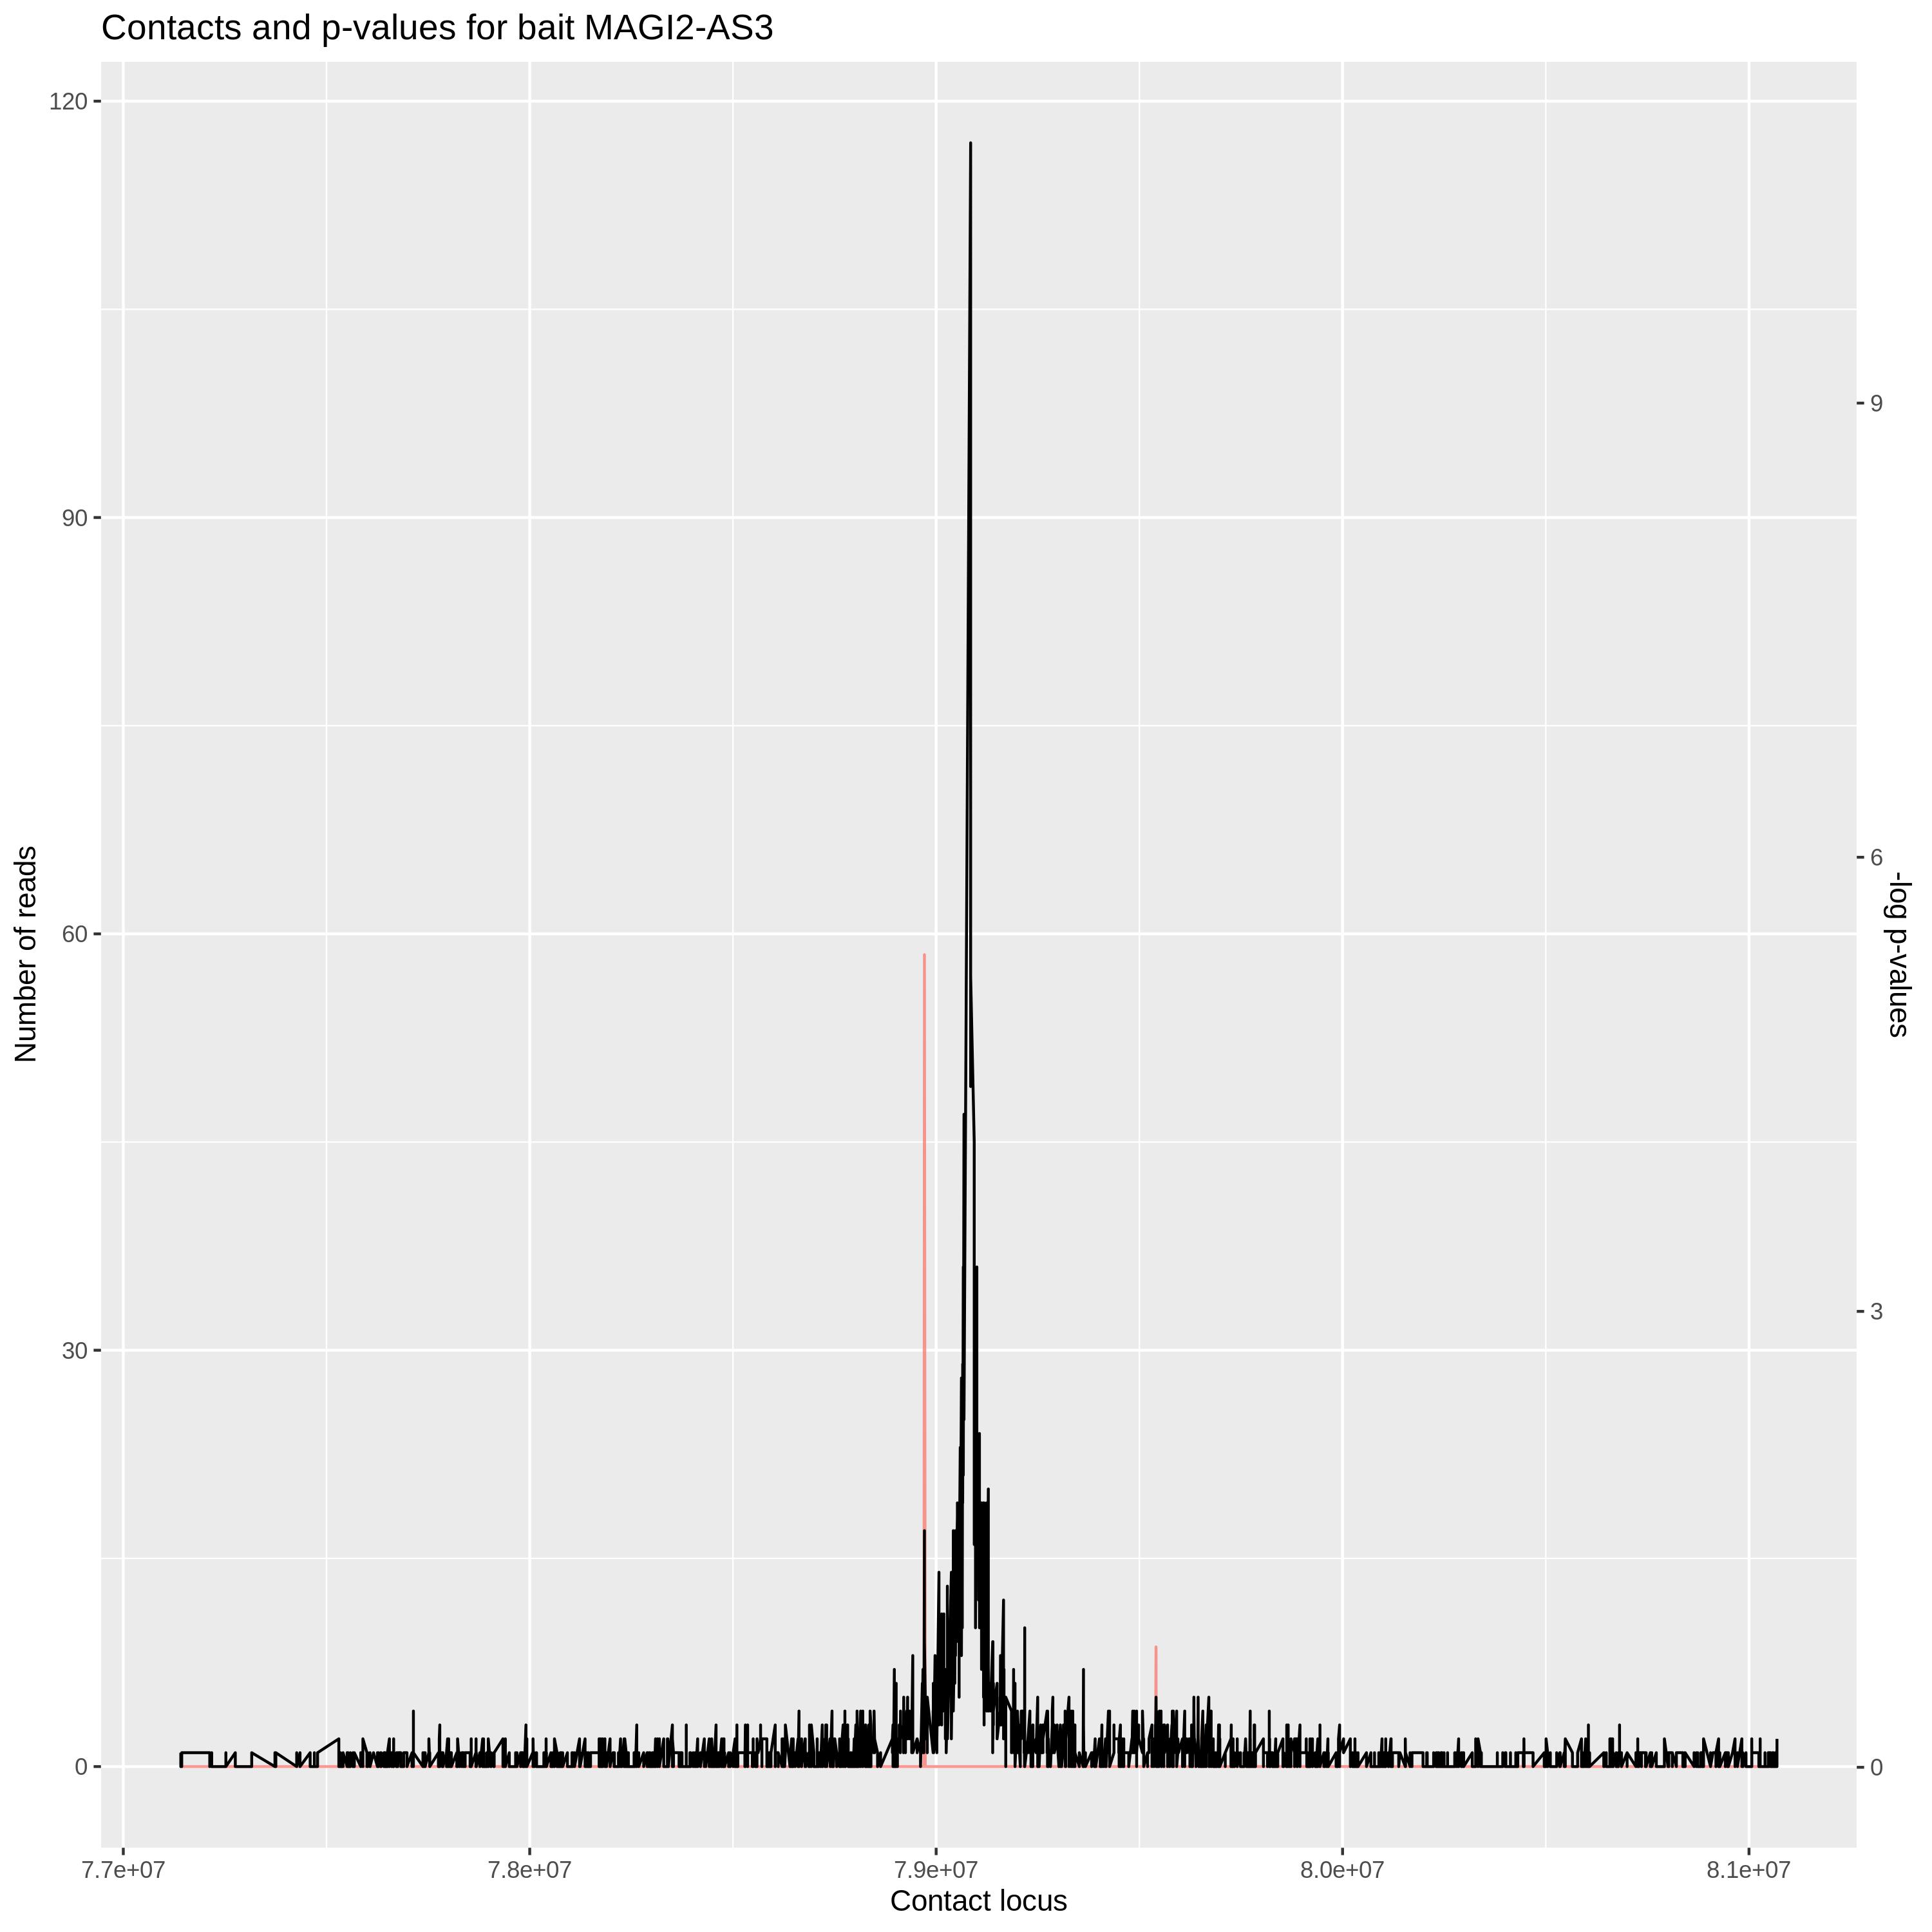 Contacts and p-values for bait MAGI2-AS3
120
90
60
30
0
Number of reads
9
6
3
0
-log p-values
7.7e+07 7.8e+07 7.9e+07 8.0e+07 8.1e+07
Contact locus